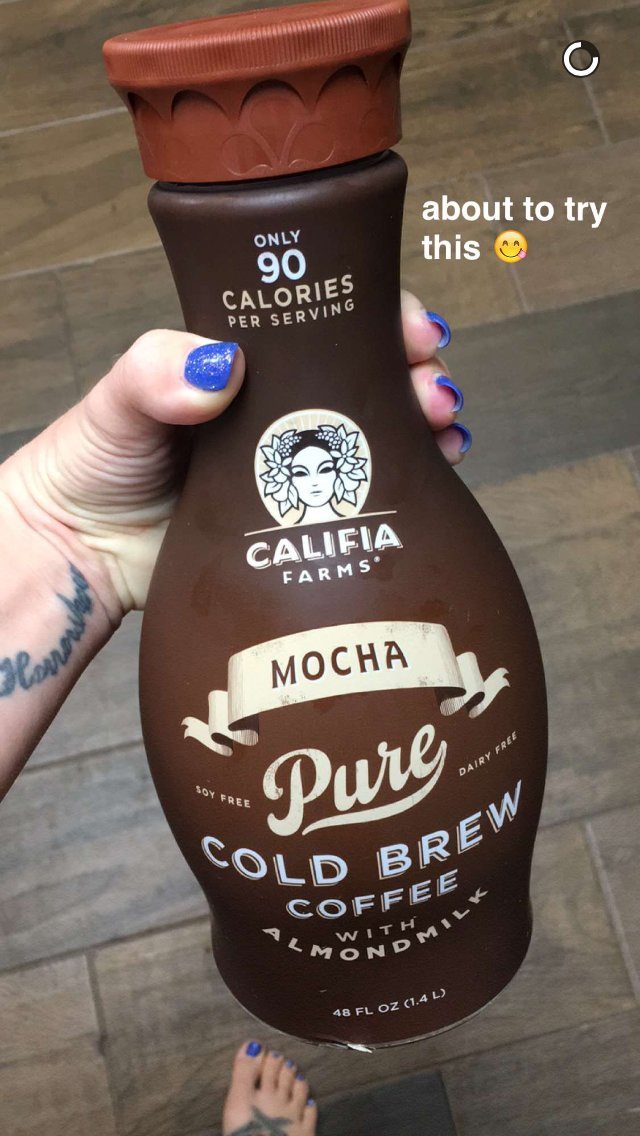 about to try
this 😋
ONLY
90
CALORIES
PER SERVING
CALIFIA
FARMS®
MOCHA
Pure
SOY FREE
DAIRY FREE
COLD BREW
COFFEE
WITH
ALMONDMILK
48 FL OZ (1.4 L)